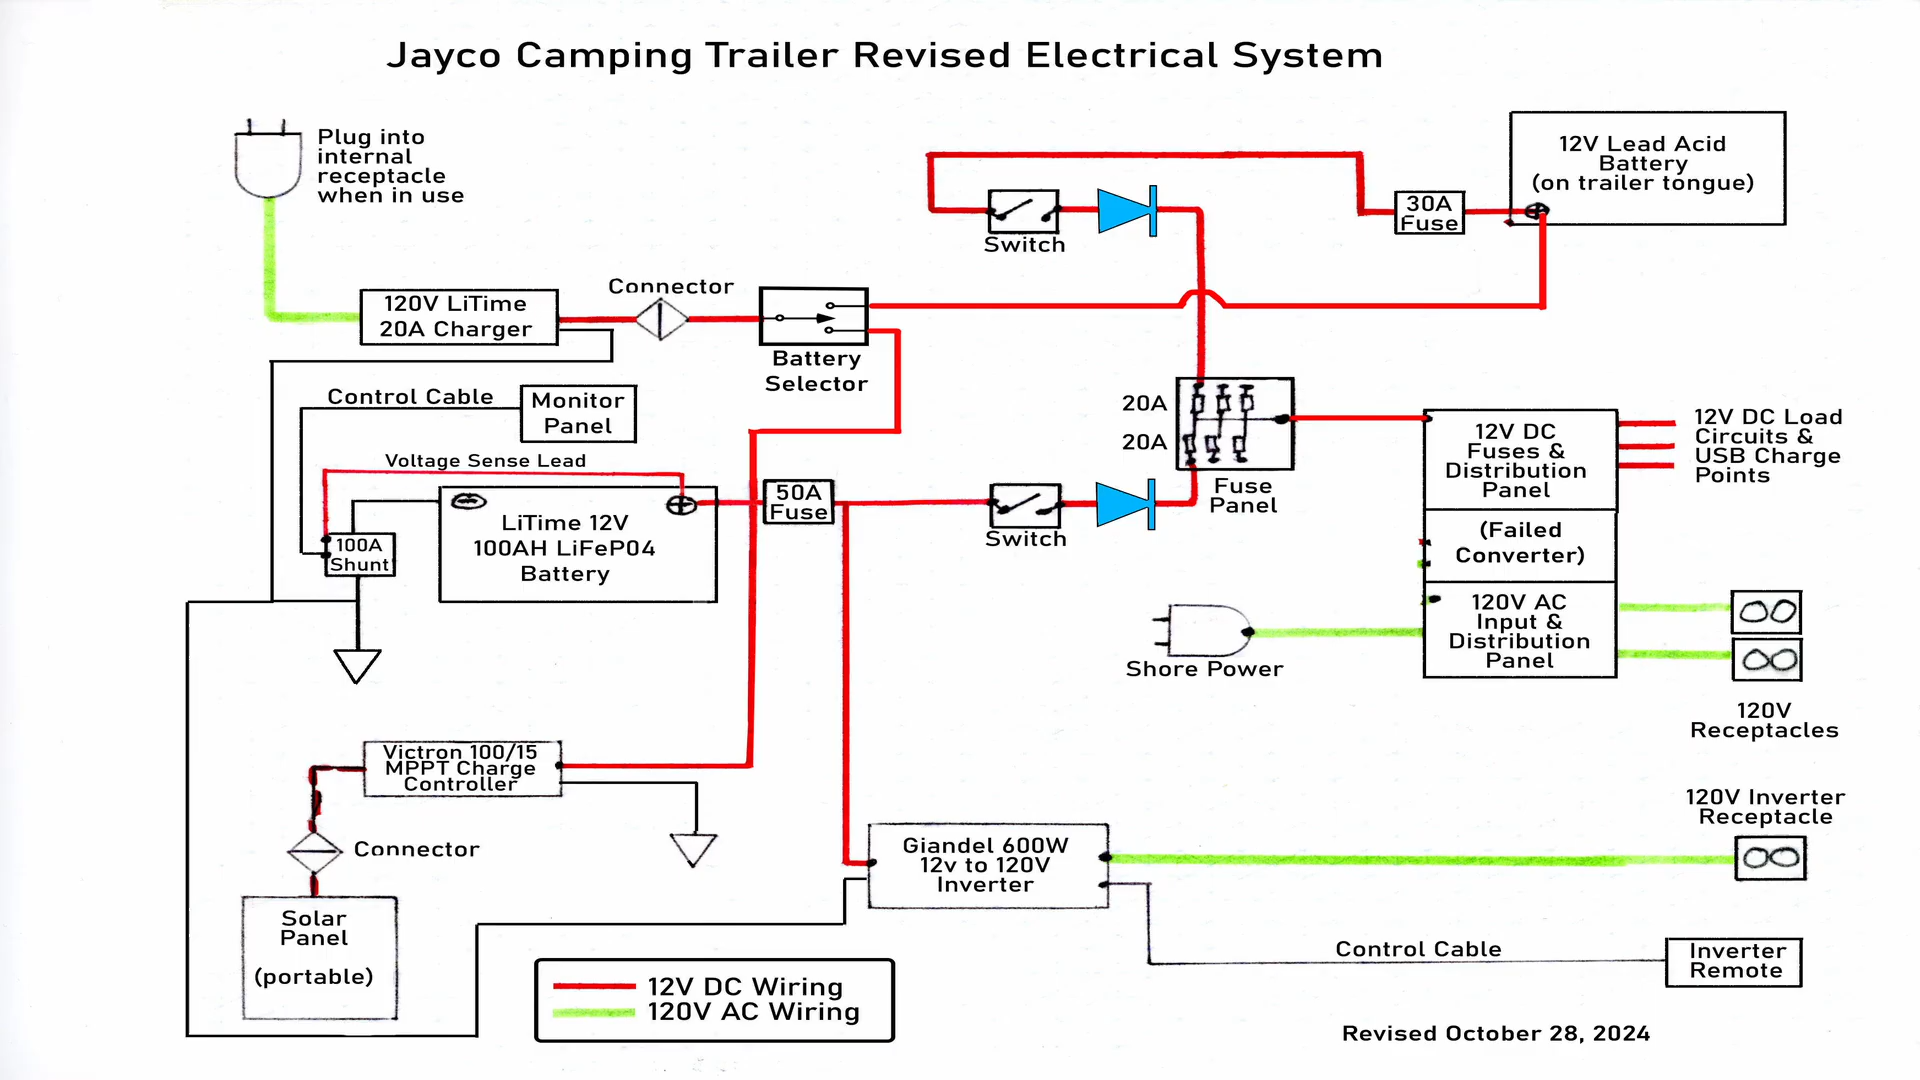 Jayco Camping Trailer Revised Electrical System
Plug into
internal
receptacle
when in use
12V Lead Acid
Battery
(on trailer tongue)
30A
Fuse
Switch
Connector
120V LiTime
20A Charger
Battery
Selector
Control Cable
Monitor
Panel
20A
20A
Fuse
Panel
12V DC
Fuses &
Distribution
Panel
12V DC Load
Circuits &
USB Charge
Points
Voltage Sense Lead
50A
Fuse
LiTime 12V
100AH LiFeP04
Battery
100A
Shunt
Switch
(Failed
Converter)
120V AC
Input &
Distribution
Panel
Shore Power
120V
Receptacles
Victron 100/15
MPPT Charge
Controller
Connector
120V Inverter
Receptacle
Giandel 600W
12v to 120V
Inverter
Solar
Panel
(portable)
Control Cable
Inverter
Remote
12V DC Wiring
120V AC Wiring
Revised October 28, 2024